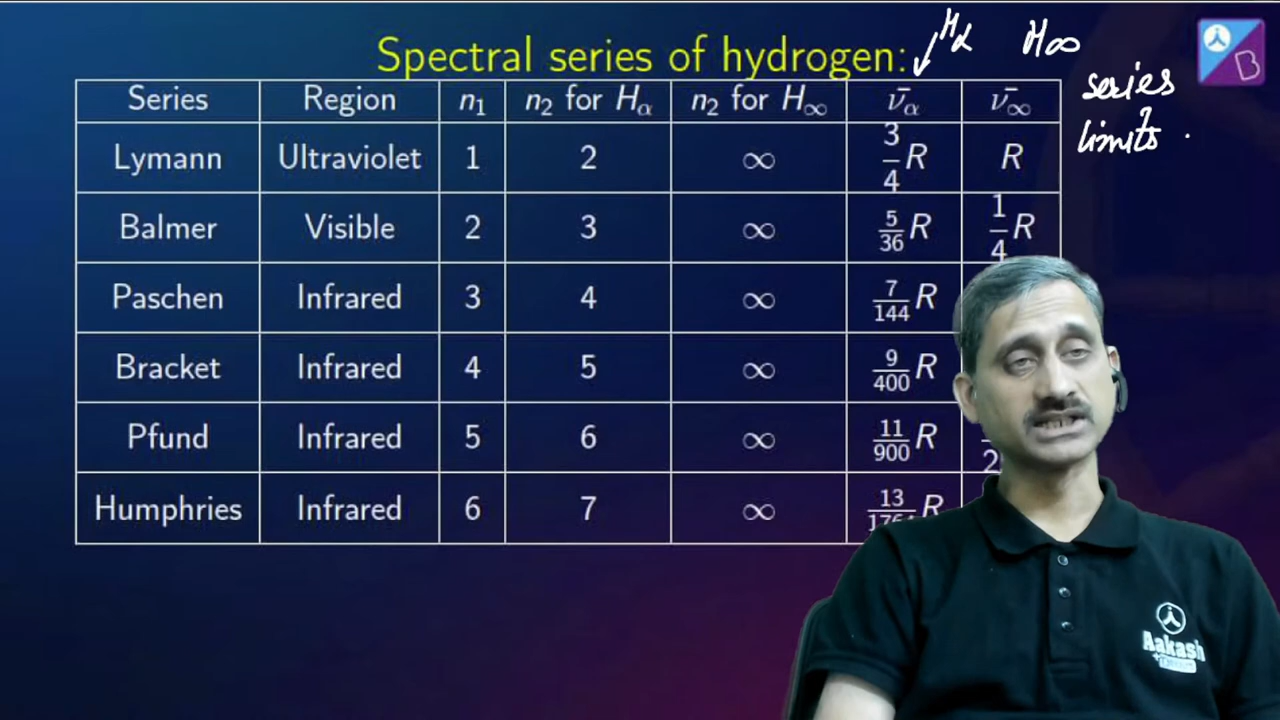 Spectral series of hydrogen:
Hα H∞
series
limits
Series Region n₁ n₂ for Hα n₂ for H∞ ν̄α ν̄∞
Lymann Ultraviolet 1 2 ∞ 3/4 R R
Balmer Visible 2 3 ∞ 5/36 R 1/4 R
Paschen Infrared 3 4 ∞ 7/144 R
Bracket Infrared 4 5 ∞ 9/400 R
Pfund Infrared 5 6 ∞ 11/900 R
Humphries Infrared 6 7 ∞ 13/1764 R
B
Aakash